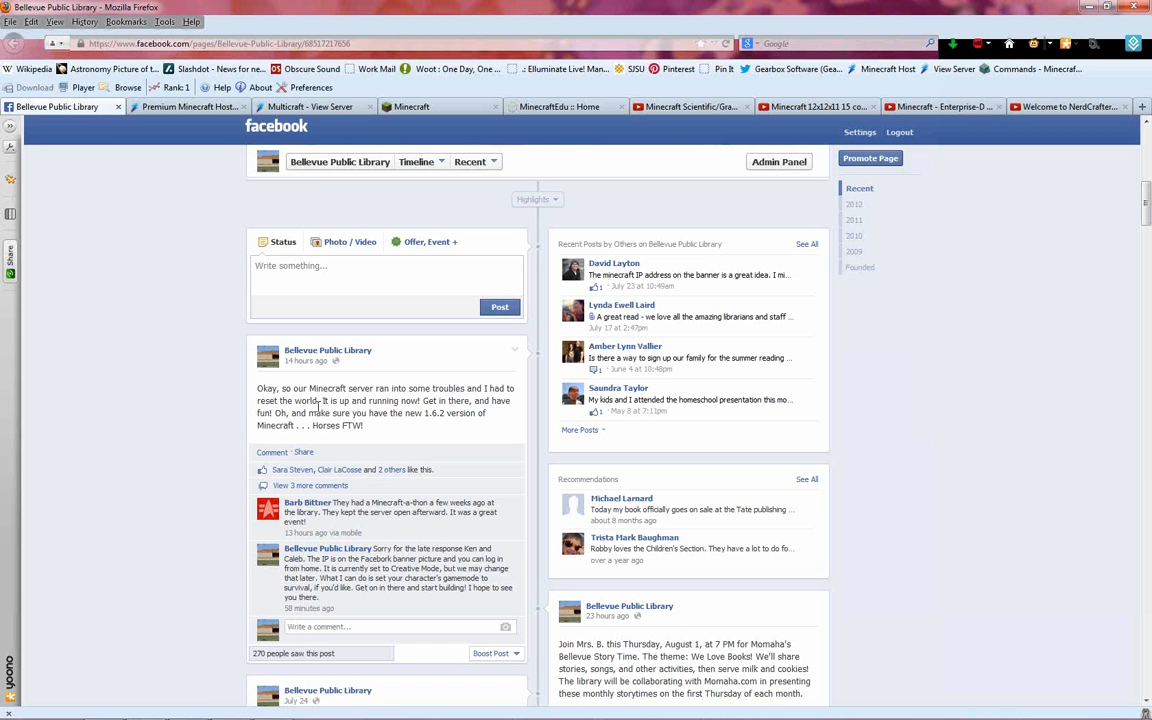 Bellevue Public Library - Mozilla Firefox
File Edit View History Bookmarks Tools Help
https://www.facebook.com/pages/Bellevue-Public-Library/68517217656
Google
Wikipedia Astronomy Picture of t... Slashdot - News for ne... Obscure Sound Work Mail Woot : One Day, One ... .: Elluminate Live! Man... SJSU Pinterest Pin It Gearbox Software (Gea... Minecraft Host View Server Commands - Minecraf...
Download Player Browse Rank: 1 Help About Preferences
Bellevue Public Library Premium Minecraft Host... Multicraft - View Server Minecraft MinecraftEdu :: Home Minecraft Scientific/Gra... Minecraft 12x12x11 15 co... Minecraft - Enterprise-D ... Welcome to NerdCrafter...
facebook
Settings Logout
Bellevue Public Library Timeline Recent Admin Panel
Promote Page
Recent
2012
2011
2010
2009
Founded
Highlights
Status Photo / Video Offer, Event +
Write something...
Post
Bellevue Public Library
14 hours ago
Okay, so our Minecraft server ran into some troubles and I had to
reset the world. It is up and running now! Get in there, and have
fun! Oh, and make sure you have the new 1.6.2 version of
Minecraft . . . Horses FTW!
Comment · Share
Sara Steven, Clair LaCosse and 2 others like this.
View 3 more comments
Barb Bittner They had a Minecraft-a-thon a few weeks ago at
the library. They kept the server open afterward. It was a great
event!
13 hours ago via mobile
Bellevue Public Library Sorry for the late response Ken and
Caleb. The IP is on the Facebork banner picture and you can log in
from home. It is currently set to Creative Mode, but we may change
that later. What I can do is set your character's gamemode to
survival, if you'd like. Get on in there and start building! I hope to see
you there.
58 minutes ago
Write a comment...
270 people saw this post
Boost Post
Bellevue Public Library
July 24
Recent Posts by Others on Bellevue Public Library See All
David Layton
The minecraft IP address on the banner is a great idea. I mi...
1 · July 23 at 10:49am
Lynda Ewell Laird
A great read - we love all the amazing librarians and staff ...
July 17 at 2:47pm
Amber Lynn Vallier
Is there a way to sign up our family for the summer reading ...
1 · June 4 at 10:48pm
Saundra Taylor
My kids and I attended the homeschool presentation this mo...
1 · May 8 at 7:11pm
More Posts
Recommendations See All
Michael Larnard
Today my book officially goes on sale at the Tate publishing ...
about 8 months ago
Trista Mark Baughman
Robby loves the Children's Section. They have a lot to do fo...
over a year ago
Bellevue Public Library
23 hours ago
Join Mrs. B. this Thursday, August 1, at 7 PM for Momaha's
Bellevue Story Time. The theme: We Love Books! We'll share
stories, songs, and other activities, then serve milk and cookies!
The library will be collaborating with Momaha.com in presenting
these monthly storytimes on the first Thursday of each month.
Share
yoono